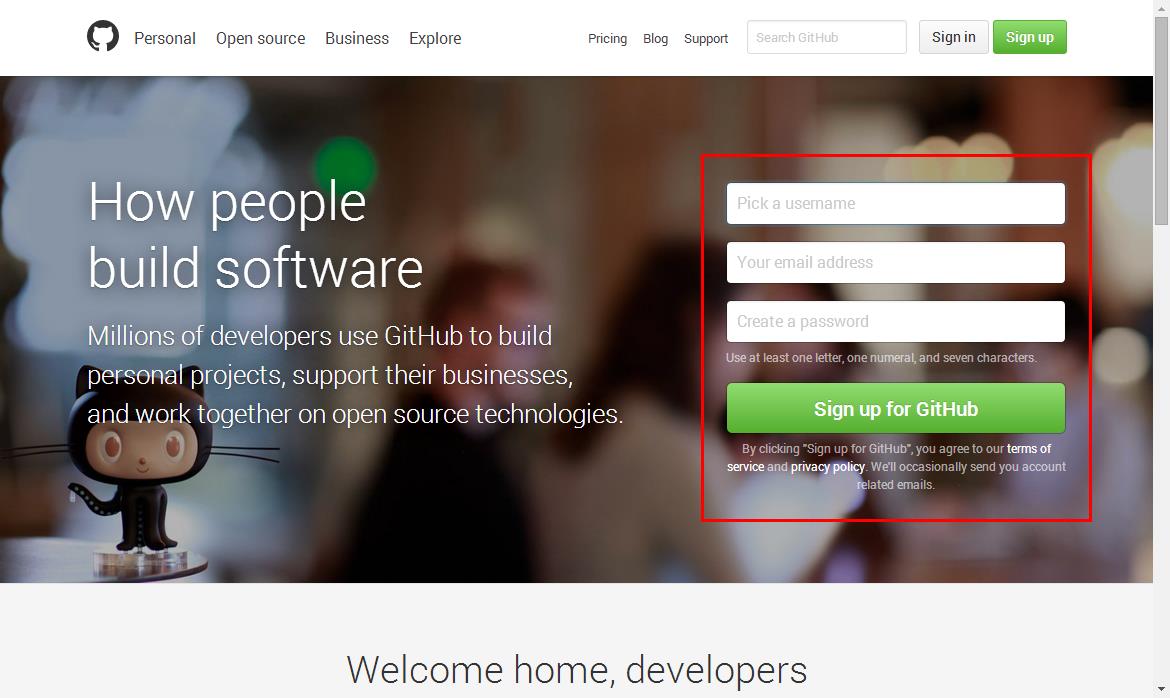 Personal Open source Business Explore Pricing Blog Support Search GitHub Sign in Sign up
How people
build software
Millions of developers use GitHub to build
personal projects, support their businesses,
and work together on open source technologies.
Pick a username
Your email address
Create a password
Use at least one letter, one numeral, and seven characters.
Sign up for GitHub
By clicking "Sign up for GitHub", you agree to our terms of
service and privacy policy. We'll occasionally send you account
related emails.
Welcome home, developers